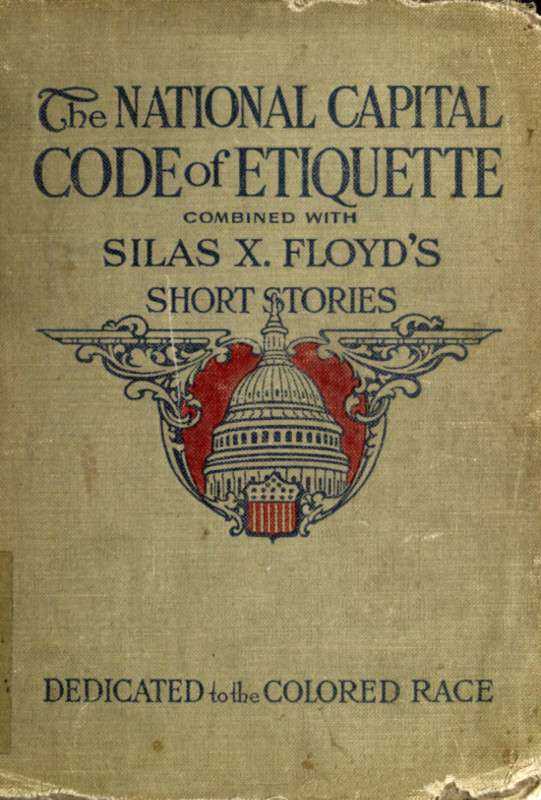 The NATIONAL CAPITAL
CODE of ETIQUETTE
COMBINED WITH
SILAS X. FLOYD'S
SHORT STORIES
DEDICATED to the COLORED RACE